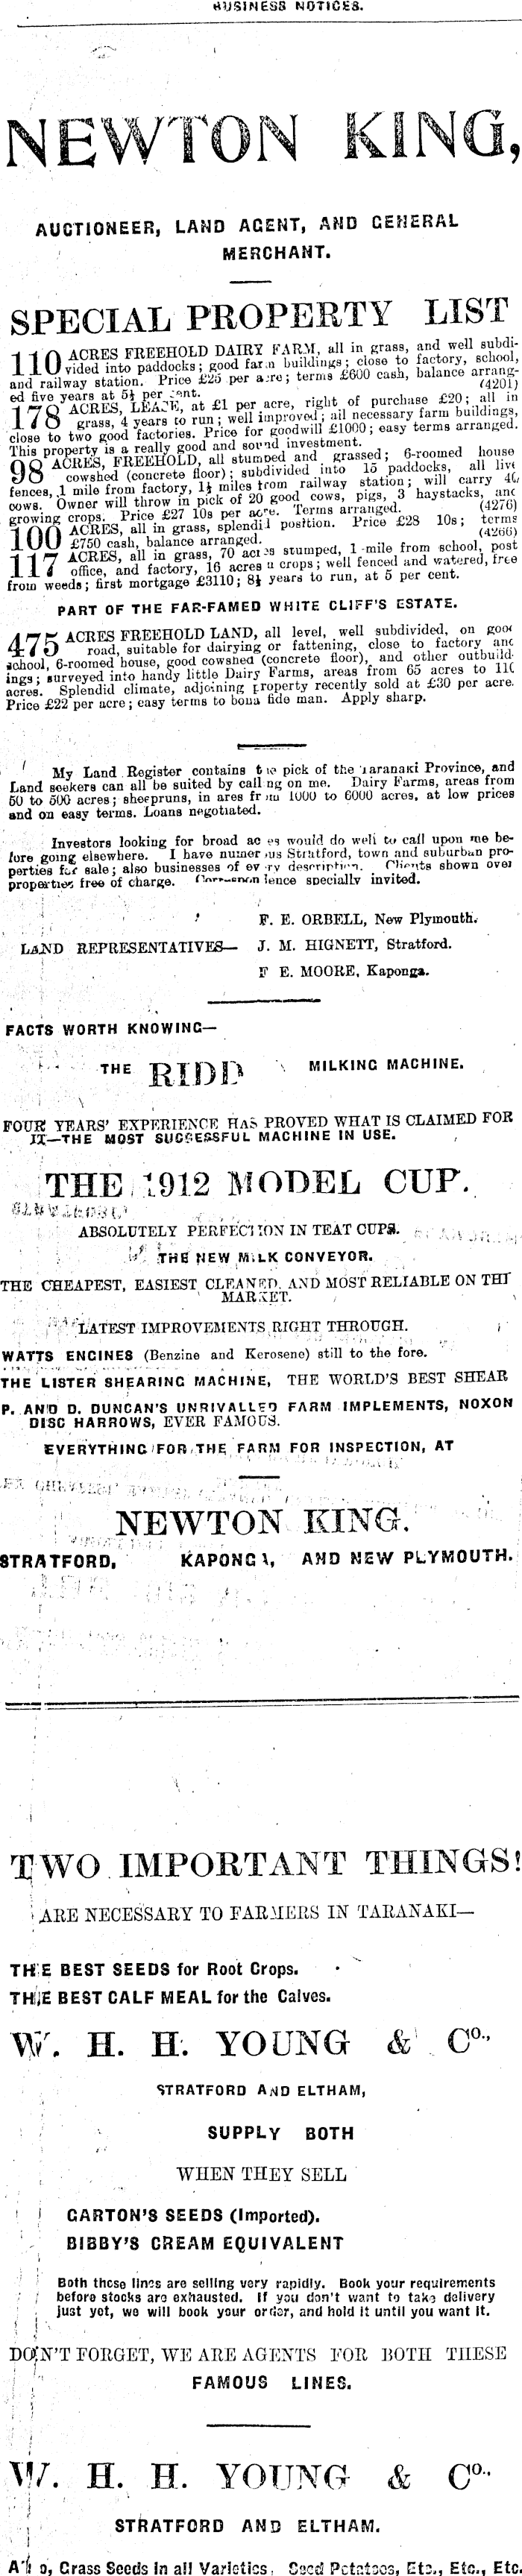 BUSINESS NOTICES.
NEWTON KING,
AUCTIONEER, LAND AGENT, AND GENERAL
MERCHANT.
SPECIAL PROPERTY LIST
110 ACRES FREEHOLD DAIRY FARM, all in grass, and well subdi-
vided into paddocks; good farm buildings; close to factory, school,
and railway station. Price £25 per acre; terms £600 cash, balance arrang-
ed five years at 5½ per cent. (4201)
178 ACRES, LEASE, at £1 per acre, right of purchase £20; all in
grass, 4 years to run; well improved; all necessary farm buildings,
close to two good factories. Price for goodwill £1000; easy terms arranged.
This property is a really good and sound investment.
98 ACRES, FREEHOLD, all stumped and grassed; 6-roomed house
cowshed (concrete floor); subdivided into 15 paddocks, all live
fences, 1 mile from factory, 1½ miles from railway station; will carry
cows. Owner will throw in pick of 20 good cows, pigs, 3 haystacks, anc
growing crops. Price £27 10s per acre. Terms arranged. (4276)
100 ACRES, all in grass, splendid position. Price £28 10s; terms
£750 cash, balance arranged. (4266)
117 ACRES, all in grass, 70 acres stumped, 1 mile from school, post
office, and factory, 16 acres u crops; well fenced and watered, free
from weeds; first mortgage £3110; 8½ years to run, at 5 per cent.
PART OF THE FAR-FAMED WHITE CLIFF'S ESTATE.
475 ACRES FREEHOLD LAND, all level, well subdivided, on good
road, suitable for dairying or fattening, close to factory anc
school, 6-roomed house, good cowshed (concrete floor), and other outbuild-
ings; surveyed into handy little Dairy Farms, areas from 65 acres to 110
acres. Splendid climate, adjoining property recently sold at £30 per acre.
Price £22 per acre; easy terms to bona fide man. Apply sharp.
My Land Register contains the pick of the Taranaki Province, and
Land seekers can all be suited by calling on me. Dairy Farms, areas from
50 to 500 acres; sheepruns, in ares from 1000 to 6000 acres, at low prices
and on easy terms. Loans negotiated.
Investors looking for broad acres would do well to call upon me be-
fore going elsewhere. I have numerous Stratford, town and suburban pro-
perties for sale; also businesses of every description. Clients shown over
properties free of charge. Correspondence specially invited.
F. E. ORBELL, New Plymouth.
LAND REPRESENTATIVES— J. M. HIGNETT, Stratford.
F E. MOORE, Kaponga.
FACTS WORTH KNOWING—
THE RIDD MILKING MACHINE.
FOUR YEARS' EXPERIENCE HAS PROVED WHAT IS CLAIMED FOR
IT—THE MOST SUCCESSFUL MACHINE IN USE.
THE 1912 MODEL CUP.
ABSOLUTELY PERFECTION IN TEAT CUPS.
THE NEW MILK CONVEYOR.
THE CHEAPEST, EASIEST CLEANED, AND MOST RELIABLE ON THE
MARKET.
LATEST IMPROVEMENTS RIGHT THROUGH.
WATTS ENGINES (Benzine and Kerosene) still to the fore.
THE LISTER SHEARING MACHINE, THE WORLD'S BEST SHEAR
P. AND D. DUNCAN'S UNRIVALLED FARM IMPLEMENTS, NOXON
DISC HARROWS, EVER FAMOUS.
EVERYTHING FOR THE FARM FOR INSPECTION, AT
NEWTON KING.
STRATFORD, KAPONGA, AND NEW PLYMOUTH.
TWO IMPORTANT THINGS!
ARE NECESSARY TO FARMERS IN TARANAKI—
THE BEST SEEDS for Root Crops.
THE BEST CALF MEAL for the Calves.
W. H. H. YOUNG & Co.,
STRATFORD AND ELTHAM,
SUPPLY BOTH
WHEN THEY SELL
GARTON'S SEEDS (Imported).
BIBBY'S CREAM EQUIVALENT
Both these lines are selling very rapidly. Book your requirements
before stocks are exhausted. If you don't want to take delivery
just yet, we will book your order, and hold it until you want it.
DON'T FORGET, WE ARE AGENTS FOR BOTH THESE
FAMOUS LINES.
W. H. H. YOUNG & Co.,
STRATFORD AND ELTHAM.
Also, Grass Seeds in all Varieties, Seed Potatoes, Etc., Etc., Etc.